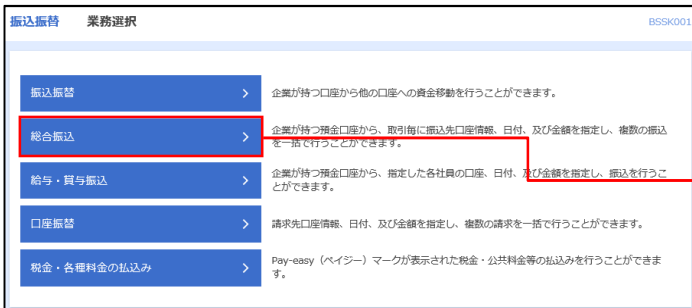 振込振替 業務選択 BSSK001
振込振替 企業が持つ口座から他の口座への資金移動を行うことができます。
総合振込 企業が持つ預金口座から、取引毎に振込先口座情報、日付、及び金額を指定し、複数の振込
を一括で行うことができます。
給与・賞与振込 企業が持つ預金口座から、指定した各社員の口座、日付、及び金額を指定し、振込を行うこ
とができます。
口座振替 請求先口座情報、日付、及び金額を指定し、複数の請求を一括で行うことができます。
税金・各種料金の払込み Pay-easy（ペイジー）マークが表示された税金・公共料金等の払込みを行うことができま
す。